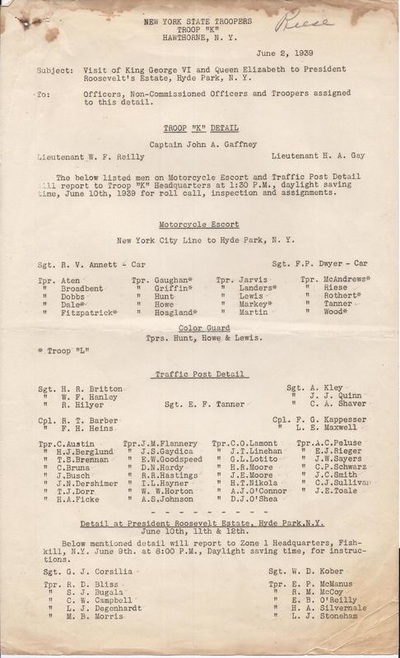 NEW YORK STATE TROOPERS
TROOP "K"
HAWTHORNE, N. Y.
Reese
June 2, 1939
Subject: Visit of King George VI and Queen Elizabeth to President
Roosevelt's Estate, Hyde Park, N. Y.
To: Officers, Non-Commissioned Officers and Troopers assigned
to this detail.
TROOP "K" DETAIL
Captain John A. Gaffney
Lieutenant W. F. Reilly Lieutenant H. A. Gay
The below listed men on Motorcycle Escort and Traffic Post Detail
will report to Troop "K" Headquarters at 1:30 P.M., daylight saving
time, June 10th, 1939 for roll call, inspection and assignments.
Motorcycle Escort
New York City Line to Hyde Park, N. Y.
Sgt. R. V. Annett - Car Sgt. F.P. Dwyer - Car
Tpr. Aten Tpr. Gaughan* Tpr. Jarvis Tpr. McAndrews*
" Broadbent " Griffin* " Landers* " Riese
" Dobbs " Hunt " Lewis " Rothert*
" Dale* " Howe " Markey* " Tanner
" Fitzpatrick* " Hoagland* " Martin " Wood*
Color Guard
Tprs. Hunt, Howe & Lewis.
* Troop "L"
Traffic Post Detail
Sgt. H. R. Britton Sgt. A. Kley
" W. F. Hanley " J. J. Quinn
" R. Hilyer Sgt. E. F. Tanner " C. A. Shaver
Cpl. R. T. Barber Cpl. F. G. Kappesser
" F. H. Heins " L. E. Maxwell
Tpr.C.Austin Tpr.J.M.Flannery Tpr.C.G.Lamont Tpr.A.C.Peluse
" H.J.Berglund " J.S.Gaydica " J.T.Linehan " E.J.Rieger
" T.S.Brennan " E.W.Goodspeed " G.L.Lotito " J.W.Sayers
" C.Bruna " D.N.Hardy " H.R.Moore " C.P.Schwarz
" J.Busch " R.R.Hastings " J.E.Moore " J.C.Smith
" J.N.Dershimer " I.L.Hayner " H.T.Nikola " C.J.Sullivan
" T.J.Dorr " W. W.Horton " A.J.O'Connor " J.E.Toale
" H.A.Ficke " A.S.Johnson " D.J.O'Shea
- - - - - - -
Detail at President Roosevelt Estate, Hyde Park,N.Y.
June 10th, 11th & 12th.
Below mentioned detail will report to Zone 1 Headquarters, Fish-
kill, N.Y. June 9th. at 6:00 P.M., Daylight saving time, for instruc-
tions.
Sgt. G. J. Corsilia Sgt. W. D. Kober
Tpr. R. D. Bliss Tpr. E. P. McManus
" S. J. Bugala " R. M. McCoy
" C. W. Campbell " E. B. O'Reilly
" L. J. Degenhardt " H. A. Silvernale
" M. B. Morris " L. J. Stoneham